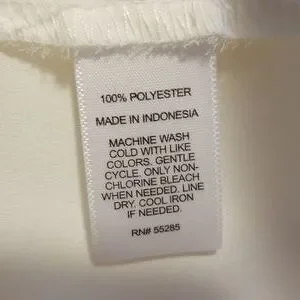 100% POLYESTER
MADE IN INDONESIA
MACHINE WASH
COLD WITH LIKE
COLORS. GENTLE
CYCLE. ONLY NON-
CHLORINE BLEACH
WHEN NEEDED. LINE
DRY. COOL IRON
IF NEEDED.
RN# 55285